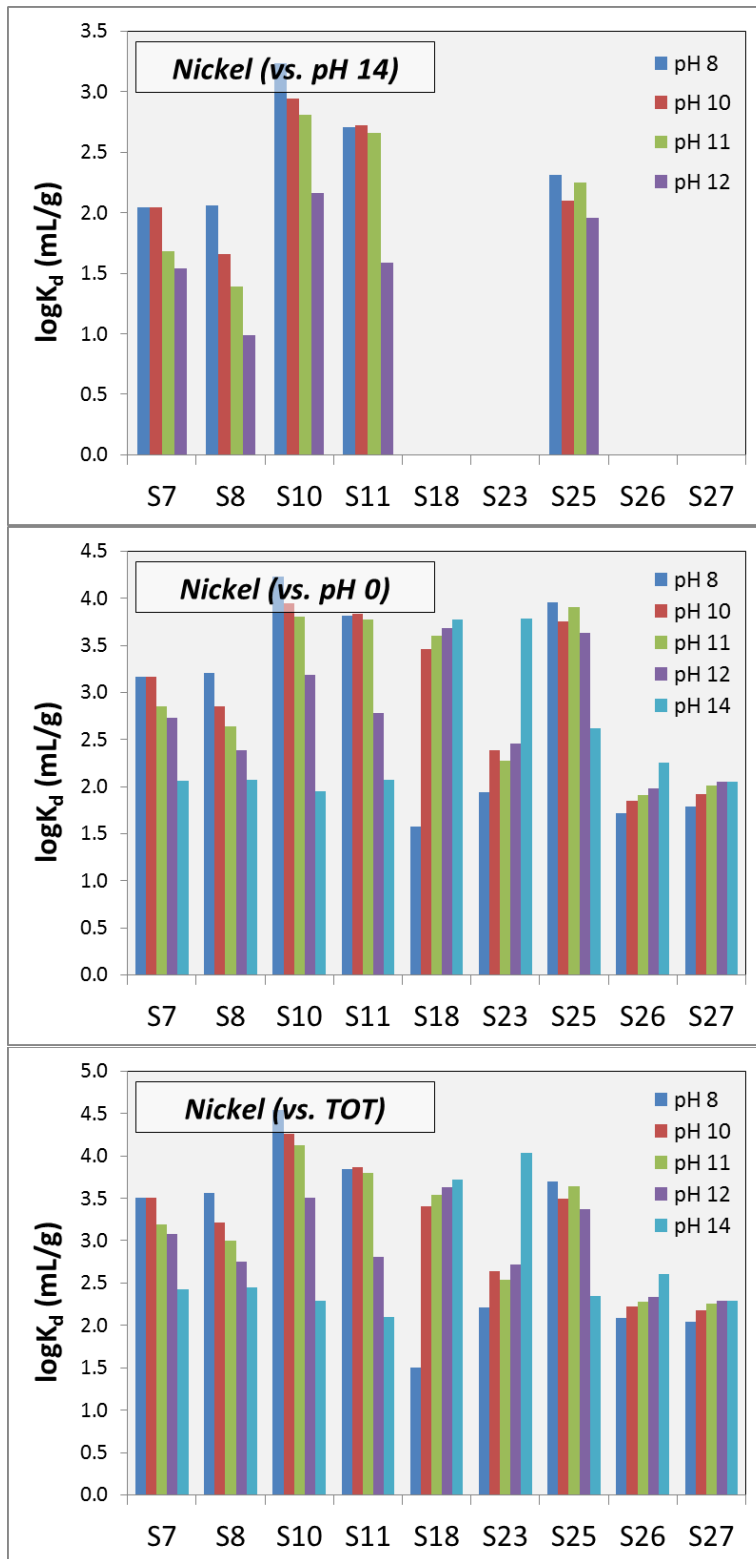 Nickel (vs. pH 14)
logKd (mL/g)
3.5
3.0
2.5
2.0
1.5
1.0
0.5
0.0
pH 8
pH 10
pH 11
pH 12
S7 S8 S10 S11 S18 S23 S25 S26 S27
Nickel (vs. pH 0)
logKd (mL/g)
4.5
4.0
3.5
3.0
2.5
2.0
1.5
1.0
0.5
0.0
pH 8
pH 10
pH 11
pH 12
pH 14
S7 S8 S10 S11 S18 S23 S25 S26 S27
Nickel (vs. TOT)
logKd (mL/g)
5.0
4.5
4.0
3.5
3.0
2.5
2.0
1.5
1.0
0.5
0.0
pH 8
pH 10
pH 11
pH 12
pH 14
S7 S8 S10 S11 S18 S23 S25 S26 S27